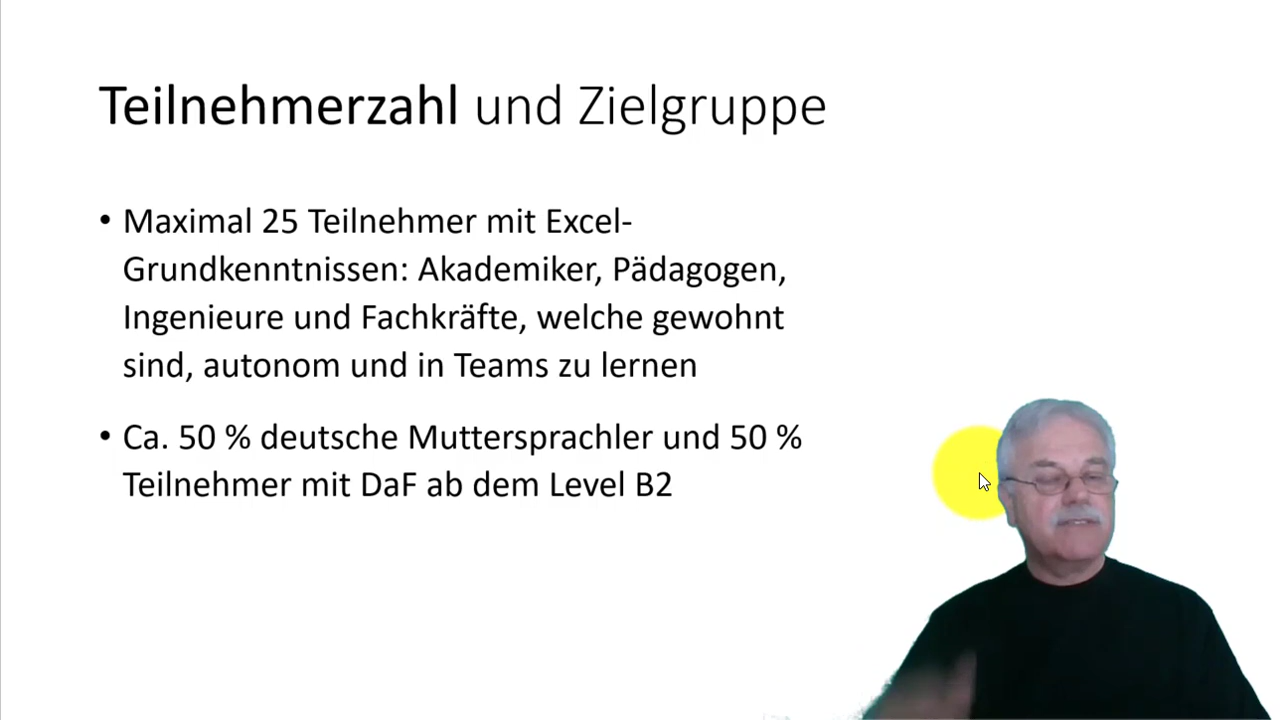 Teilnehmerzahl und Zielgruppe
• Maximal 25 Teilnehmer mit Excel-
Grundkenntnissen: Akademiker, Pädagogen,
Ingenieure und Fachkräfte, welche gewohnt
sind, autonom und in Teams zu lernen
• Ca. 50 % deutsche Muttersprachler und 50 %
Teilnehmer mit DaF ab dem Level B2